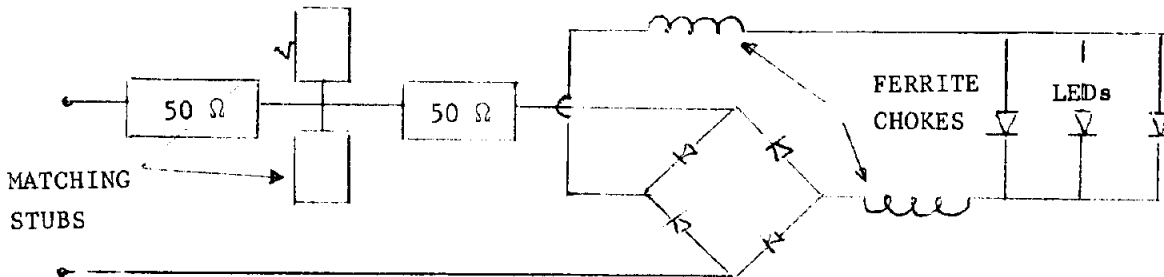 50 Ω
50 Ω
FERRITE
CHOKES
LEDs
MATCHING
STUBS